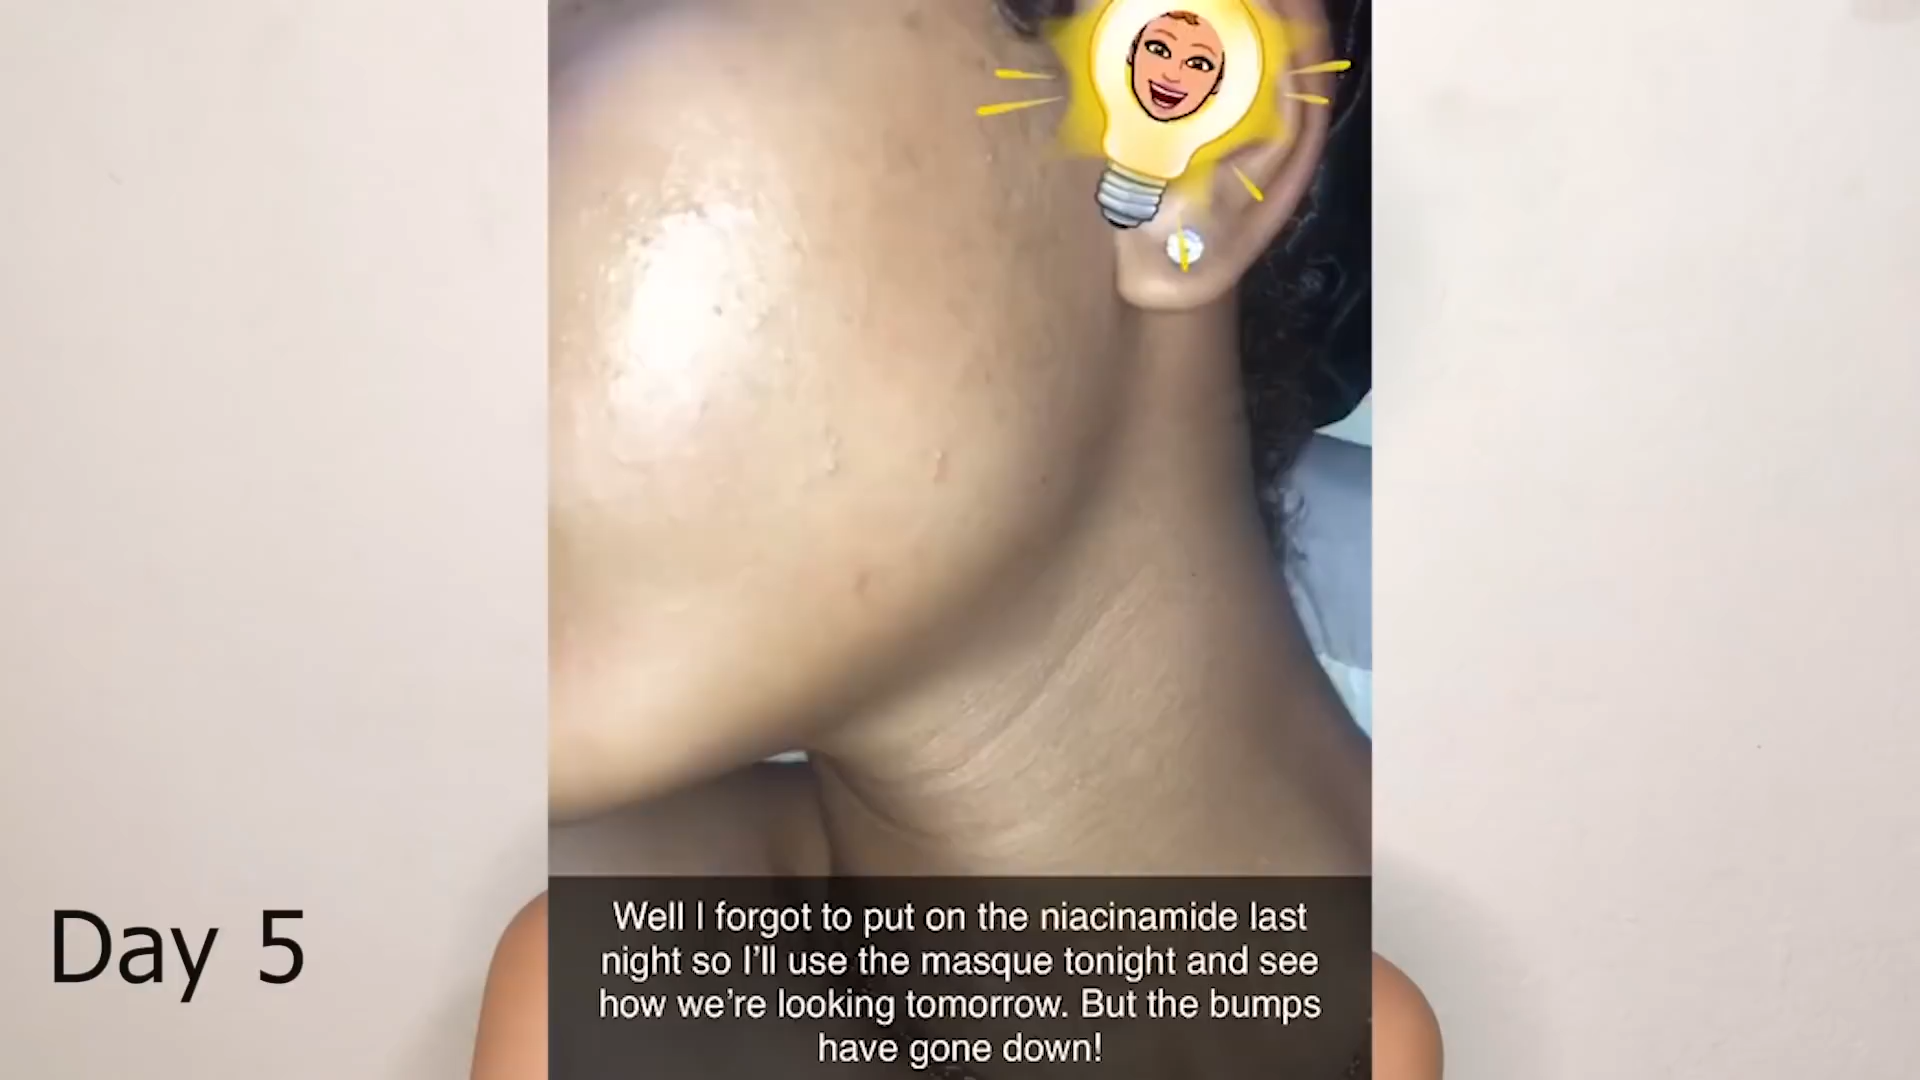 Well I forgot to put on the niacinamide last
night so I'll use the masque tonight and see
how we're looking tomorrow. But the bumps
have gone down!
Day 5